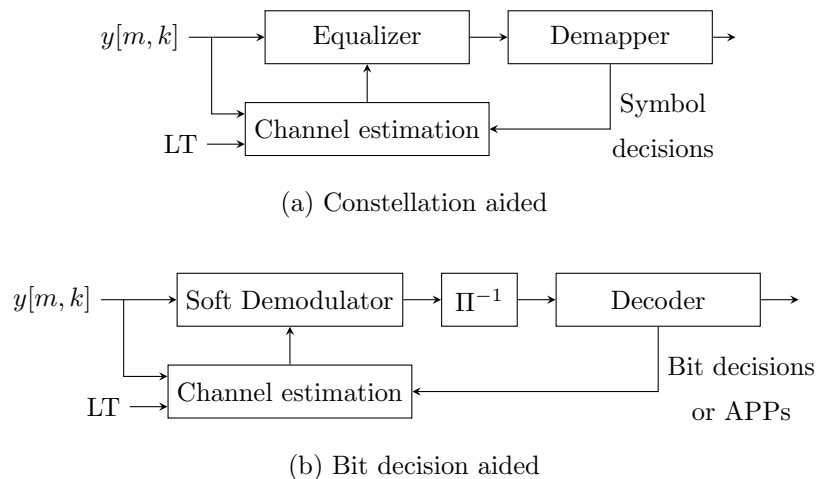 y[m, k]
Equalizer
Demapper
Channel estimation
LT
Symbol
decisions
(a) Constellation aided
y[m, k]
Soft Demodulator
Π⁻¹
Decoder
Channel estimation
LT
Bit decisions
or APPs
(b) Bit decision aided